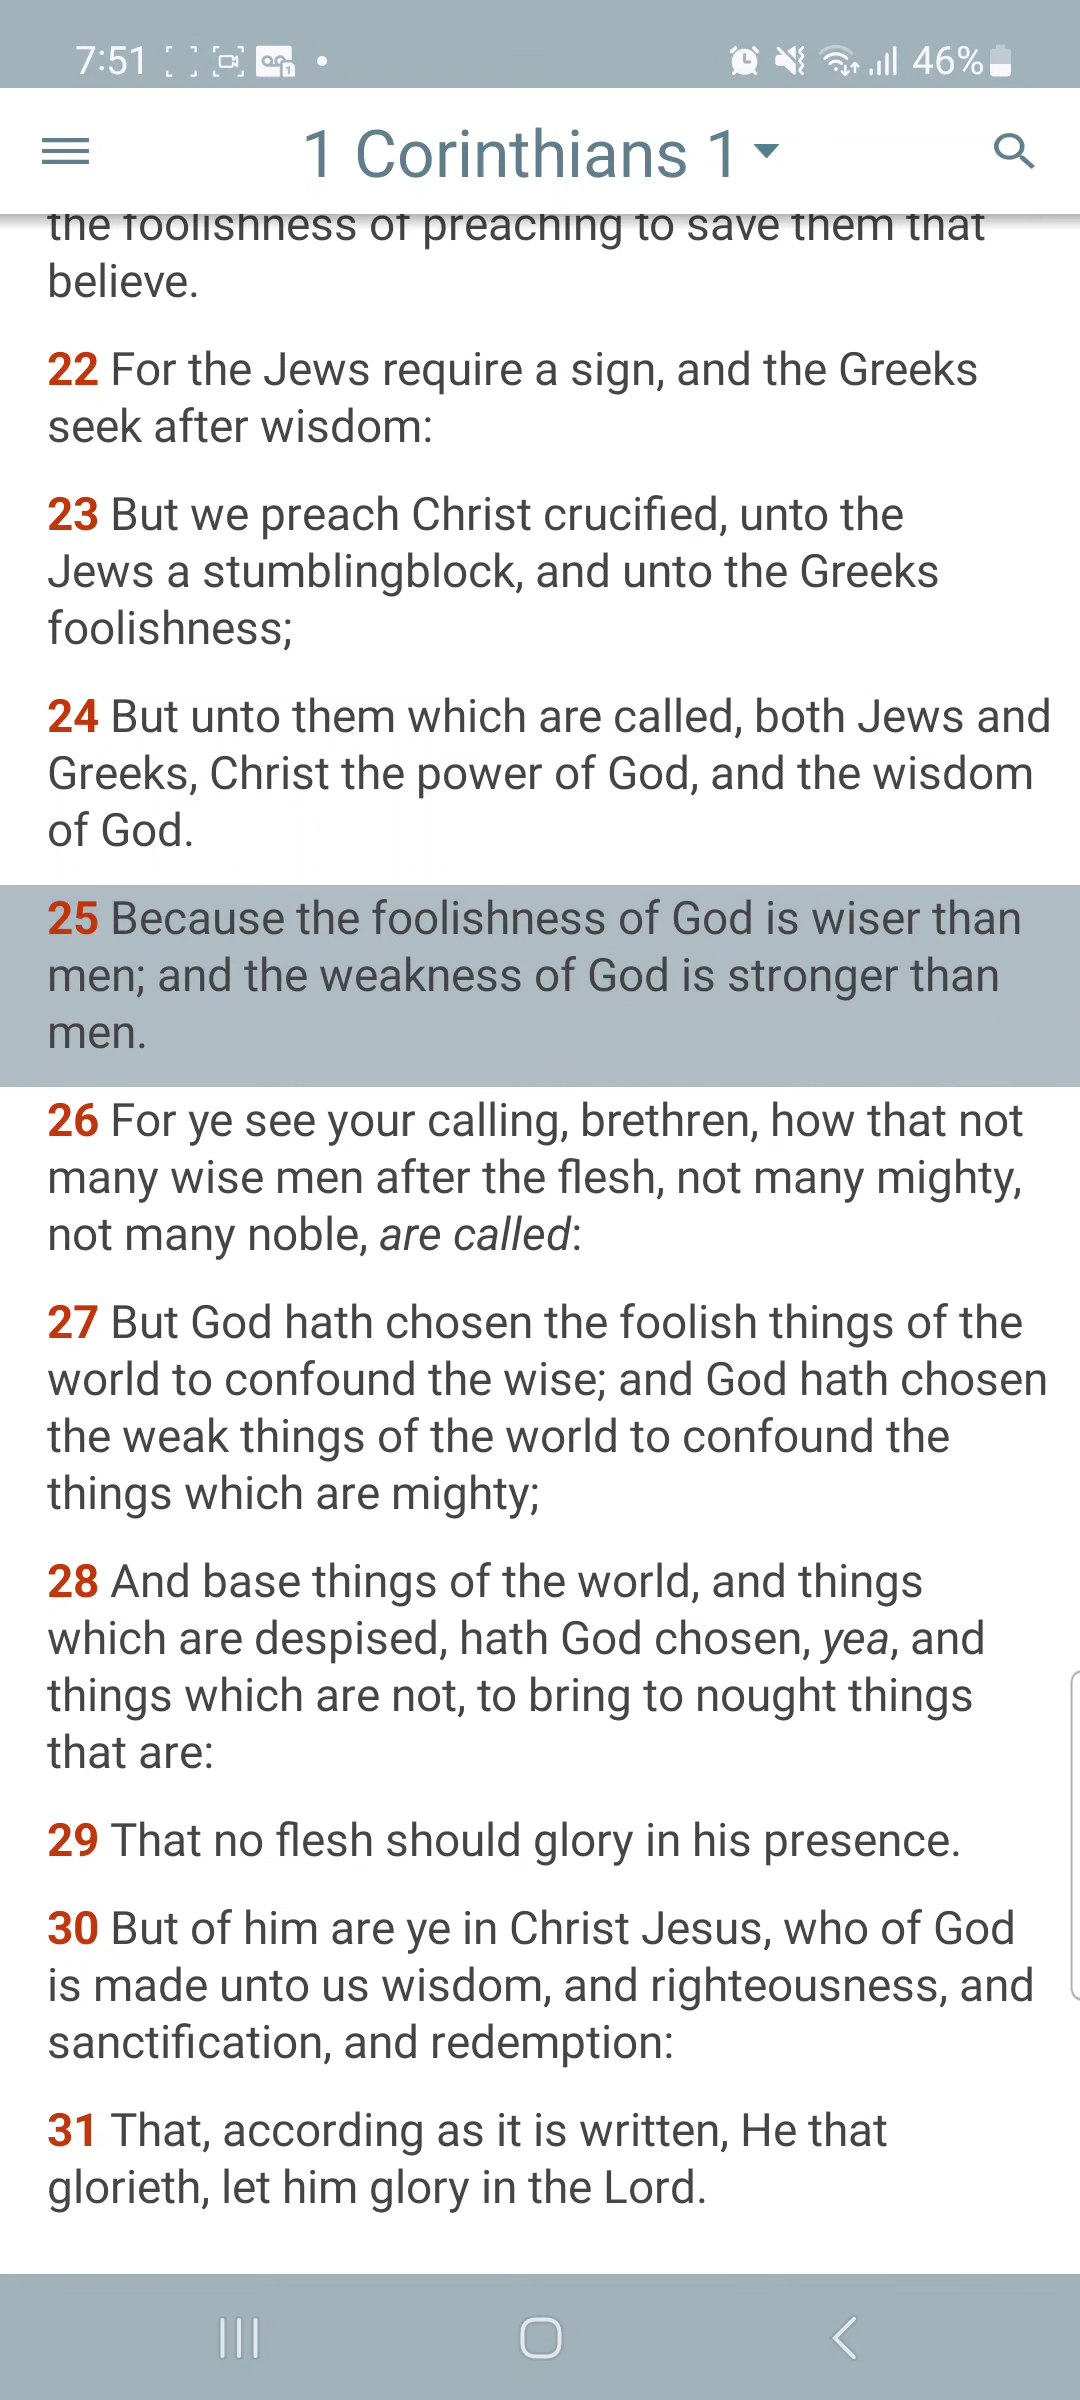 7:51
46%
1 Corinthians 1
the foolishness of preaching to save them that
believe.
22 For the Jews require a sign, and the Greeks
seek after wisdom:
23 But we preach Christ crucified, unto the
Jews a stumblingblock, and unto the Greeks
foolishness;
24 But unto them which are called, both Jews and
Greeks, Christ the power of God, and the wisdom
of God.
25 Because the foolishness of God is wiser than
men; and the weakness of God is stronger than
men.
26 For ye see your calling, brethren, how that not
many wise men after the flesh, not many mighty,
not many noble, are called:
27 But God hath chosen the foolish things of the
world to confound the wise; and God hath chosen
the weak things of the world to confound the
things which are mighty;
28 And base things of the world, and things
which are despised, hath God chosen, yea, and
things which are not, to bring to nought things
that are:
29 That no flesh should glory in his presence.
30 But of him are ye in Christ Jesus, who of God
is made unto us wisdom, and righteousness, and
sanctification, and redemption:
31 That, according as it is written, He that
glorieth, let him glory in the Lord.